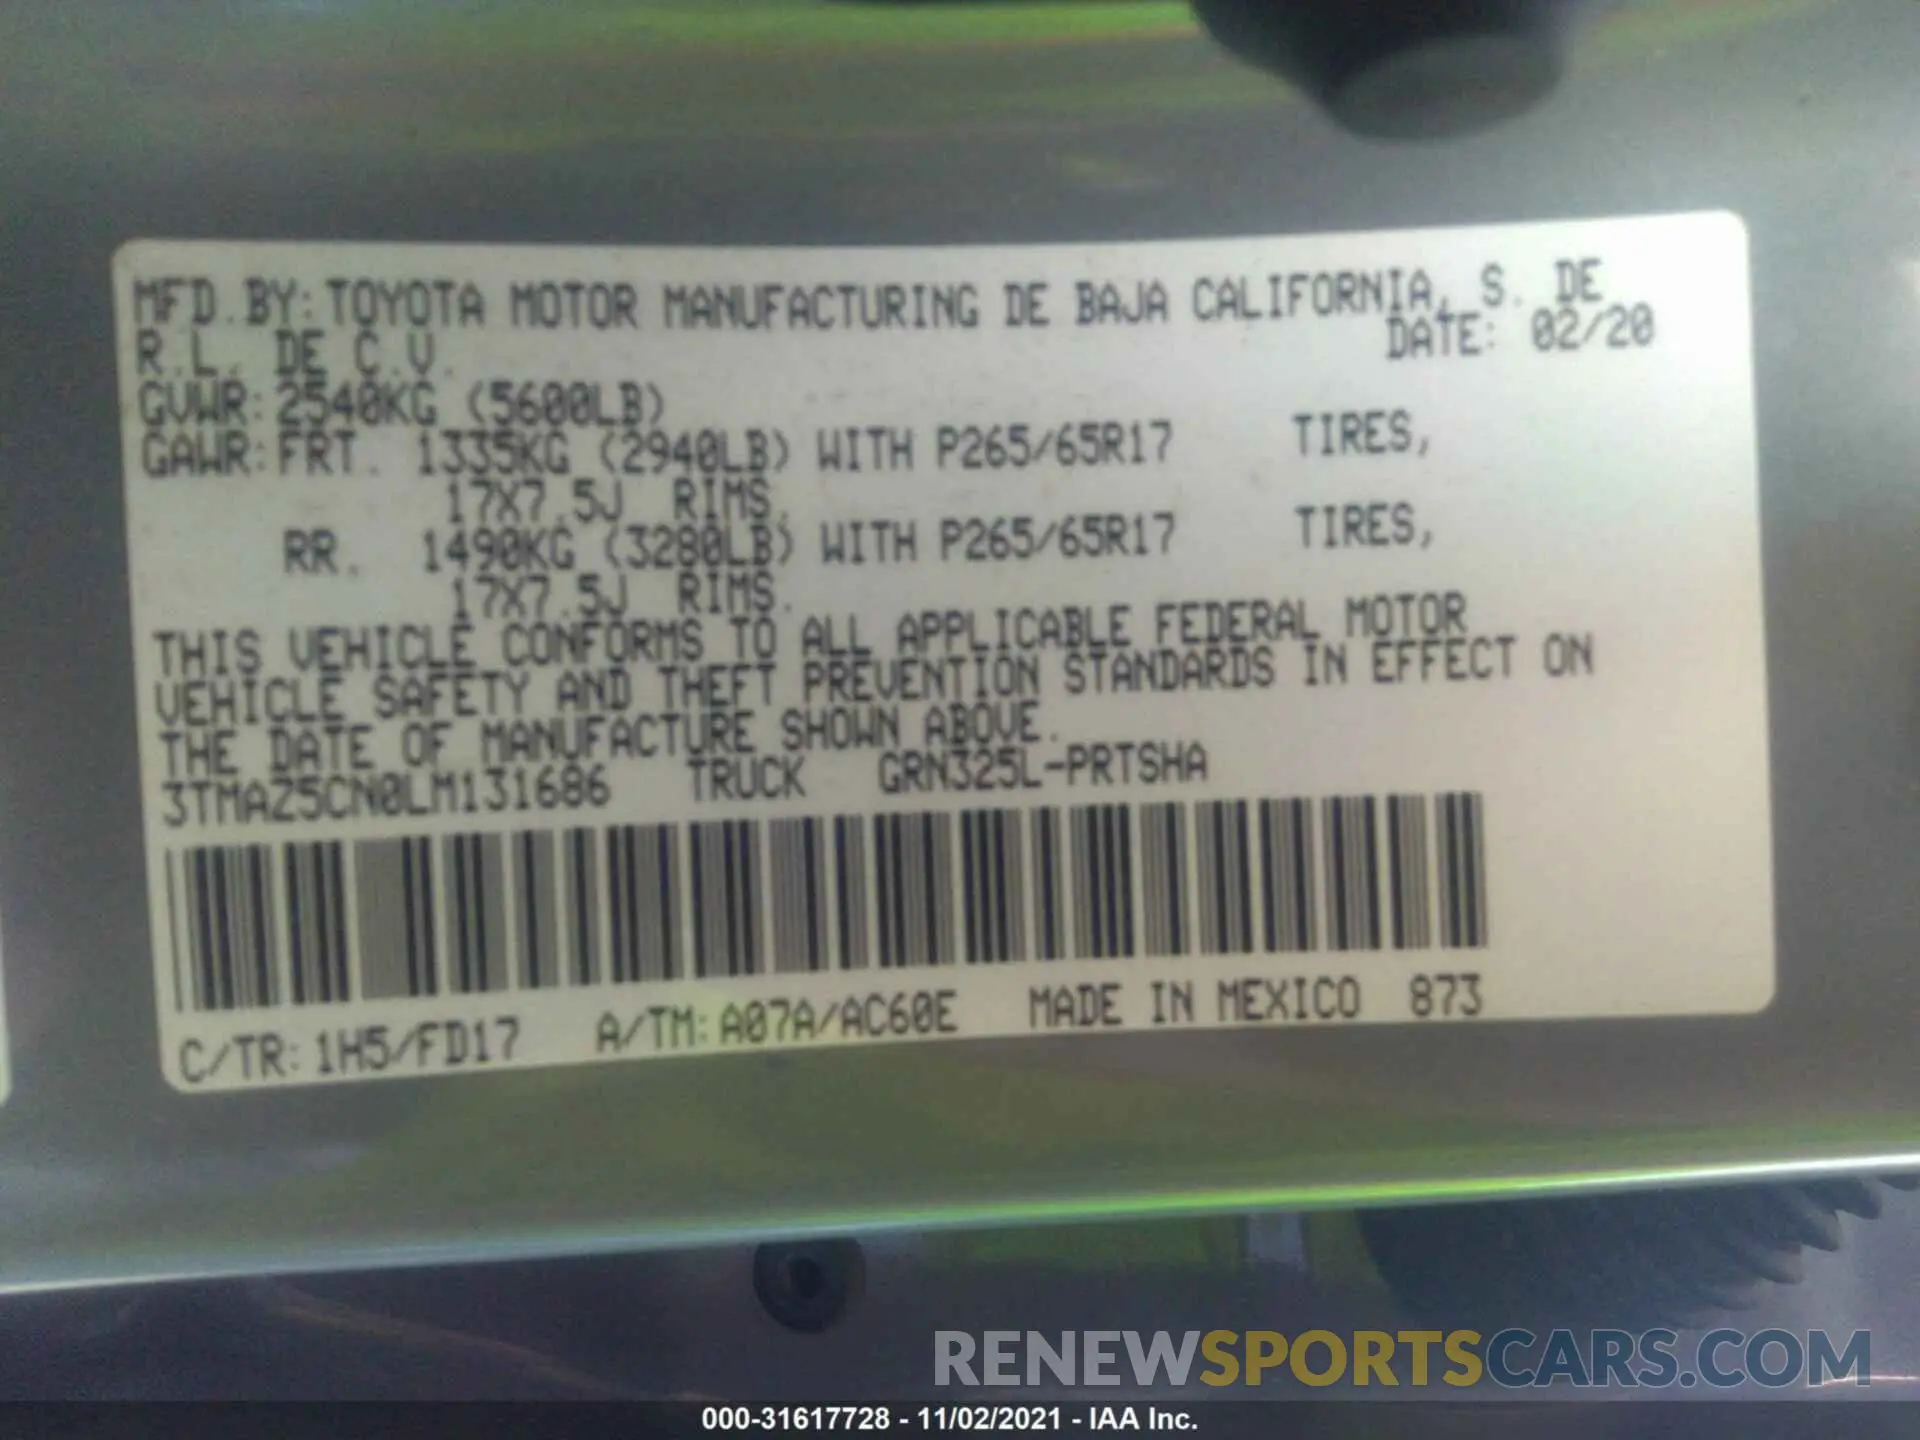 MFD.BY:TOYOTA MOTOR MANUFACTURING DE BAJA CALIFORNIA, S. DE
R.L. DE C.V. DATE: 02/20
GVWR:2540KG (5600LB)
GAWR:FRT. 1335KG (2940LB) WITH P265/65R17 TIRES,
17X7.5J RIMS.
RR. 1490KG (3280LB) WITH P265/65R17 TIRES,
17X7.5J RIMS.
THIS VEHICLE CONFORMS TO ALL APPLICABLE FEDERAL MOTOR
VEHICLE SAFETY AND THEFT PREVENTION STANDARDS IN EFFECT ON
THE DATE OF MANUFACTURE SHOWN ABOVE.
3TMAZ5CN0LM131686 TRUCK GRN325L-PRTSHA
C/TR:1H5/FD17 A/TM:A07A/AC60E MADE IN MEXICO 873
RENEWSPORTSCARS.COM
000-31617728 - 11/02/2021 - IAA Inc.